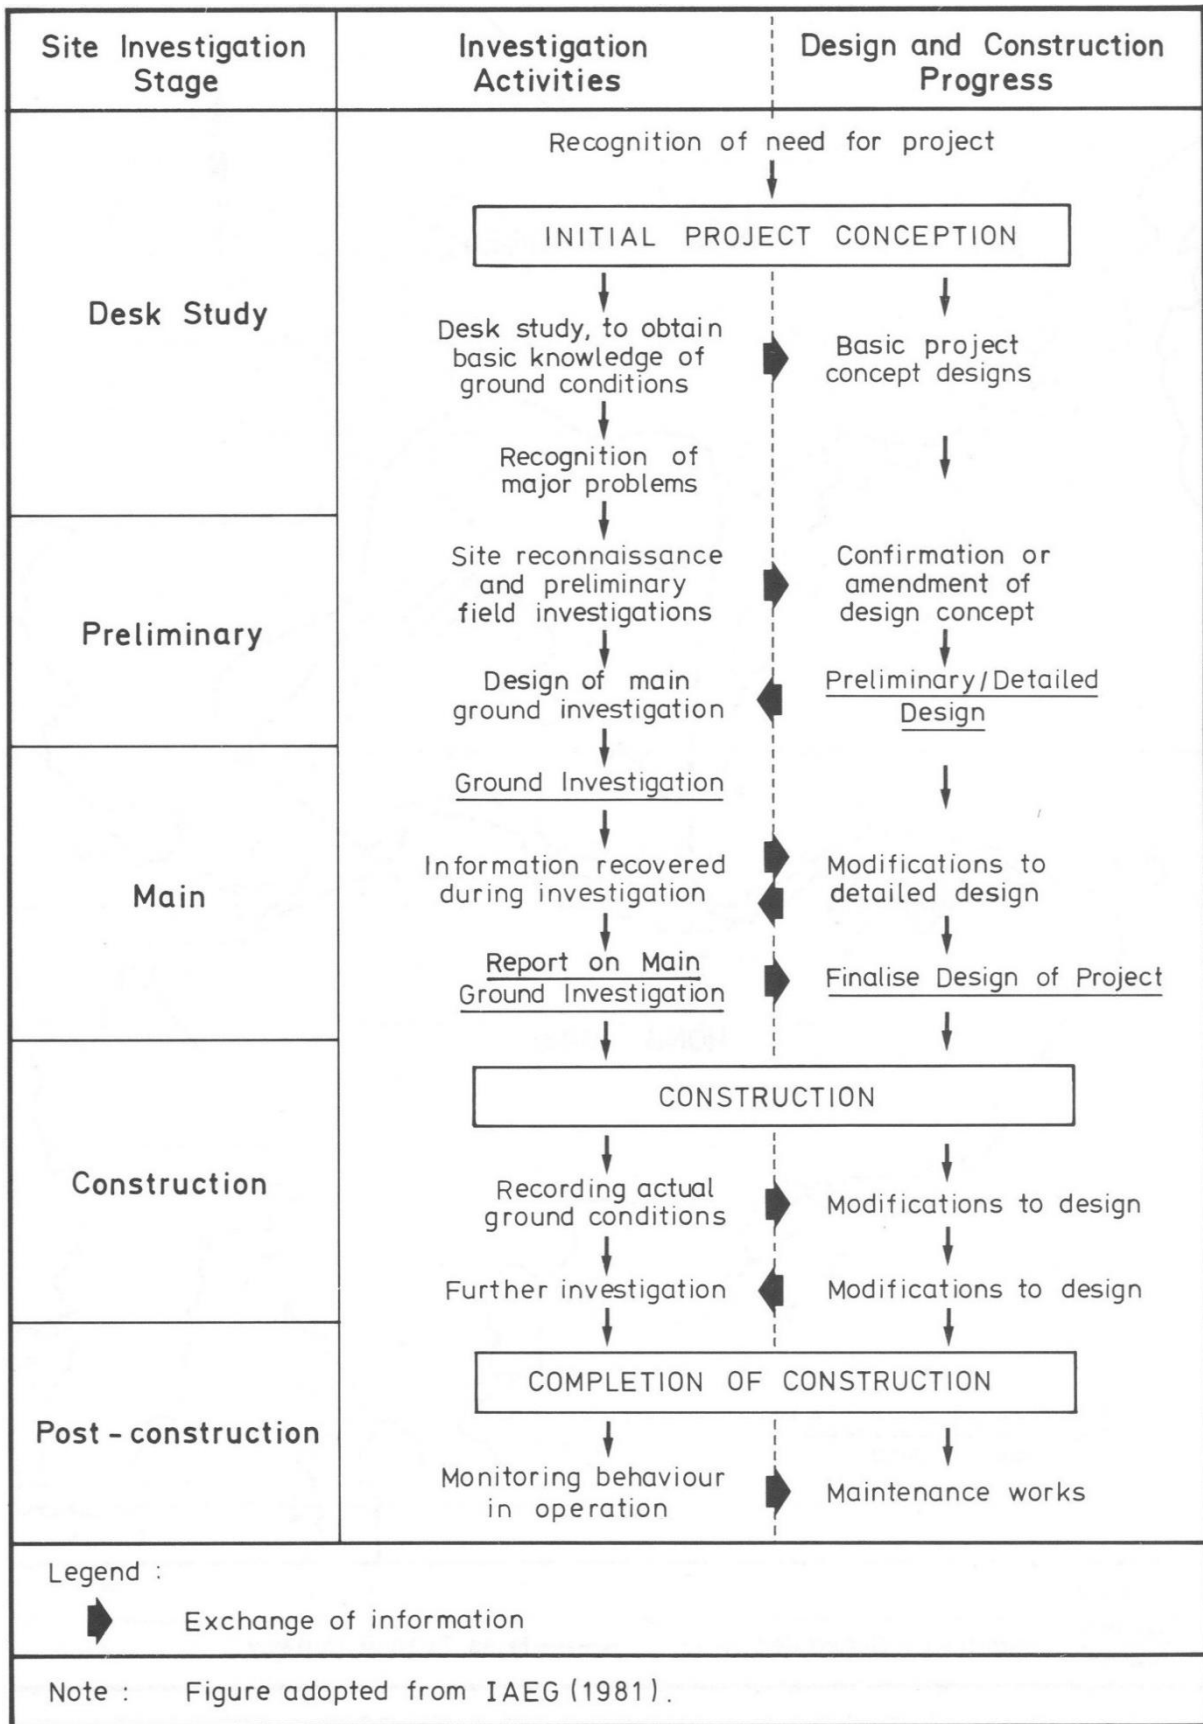 Site Investigation
Stage
Investigation
Activities
Design and Construction
Progress
Recognition of need for project
INITIAL PROJECT CONCEPTION
Desk Study
Desk study, to obtain
basic knowledge of
ground conditions
Basic project
concept designs
Recognition of
major problems
Preliminary
Site reconnaissance
and preliminary
field investigations
Confirmation or
amendment of
design concept
Design of main
ground investigation
Preliminary/Detailed
Design
Main
Ground Investigation
Information recovered
during investigation
Modifications to
detailed design
Report on Main
Ground Investigation
Finalise Design of Project
Construction
CONSTRUCTION
Recording actual
ground conditions
Modifications to design
Further investigation
Modifications to design
Post-construction
COMPLETION OF CONSTRUCTION
Monitoring behaviour
in operation
Maintenance works
Legend :
Exchange of information
Note : Figure adopted from IAEG (1981).